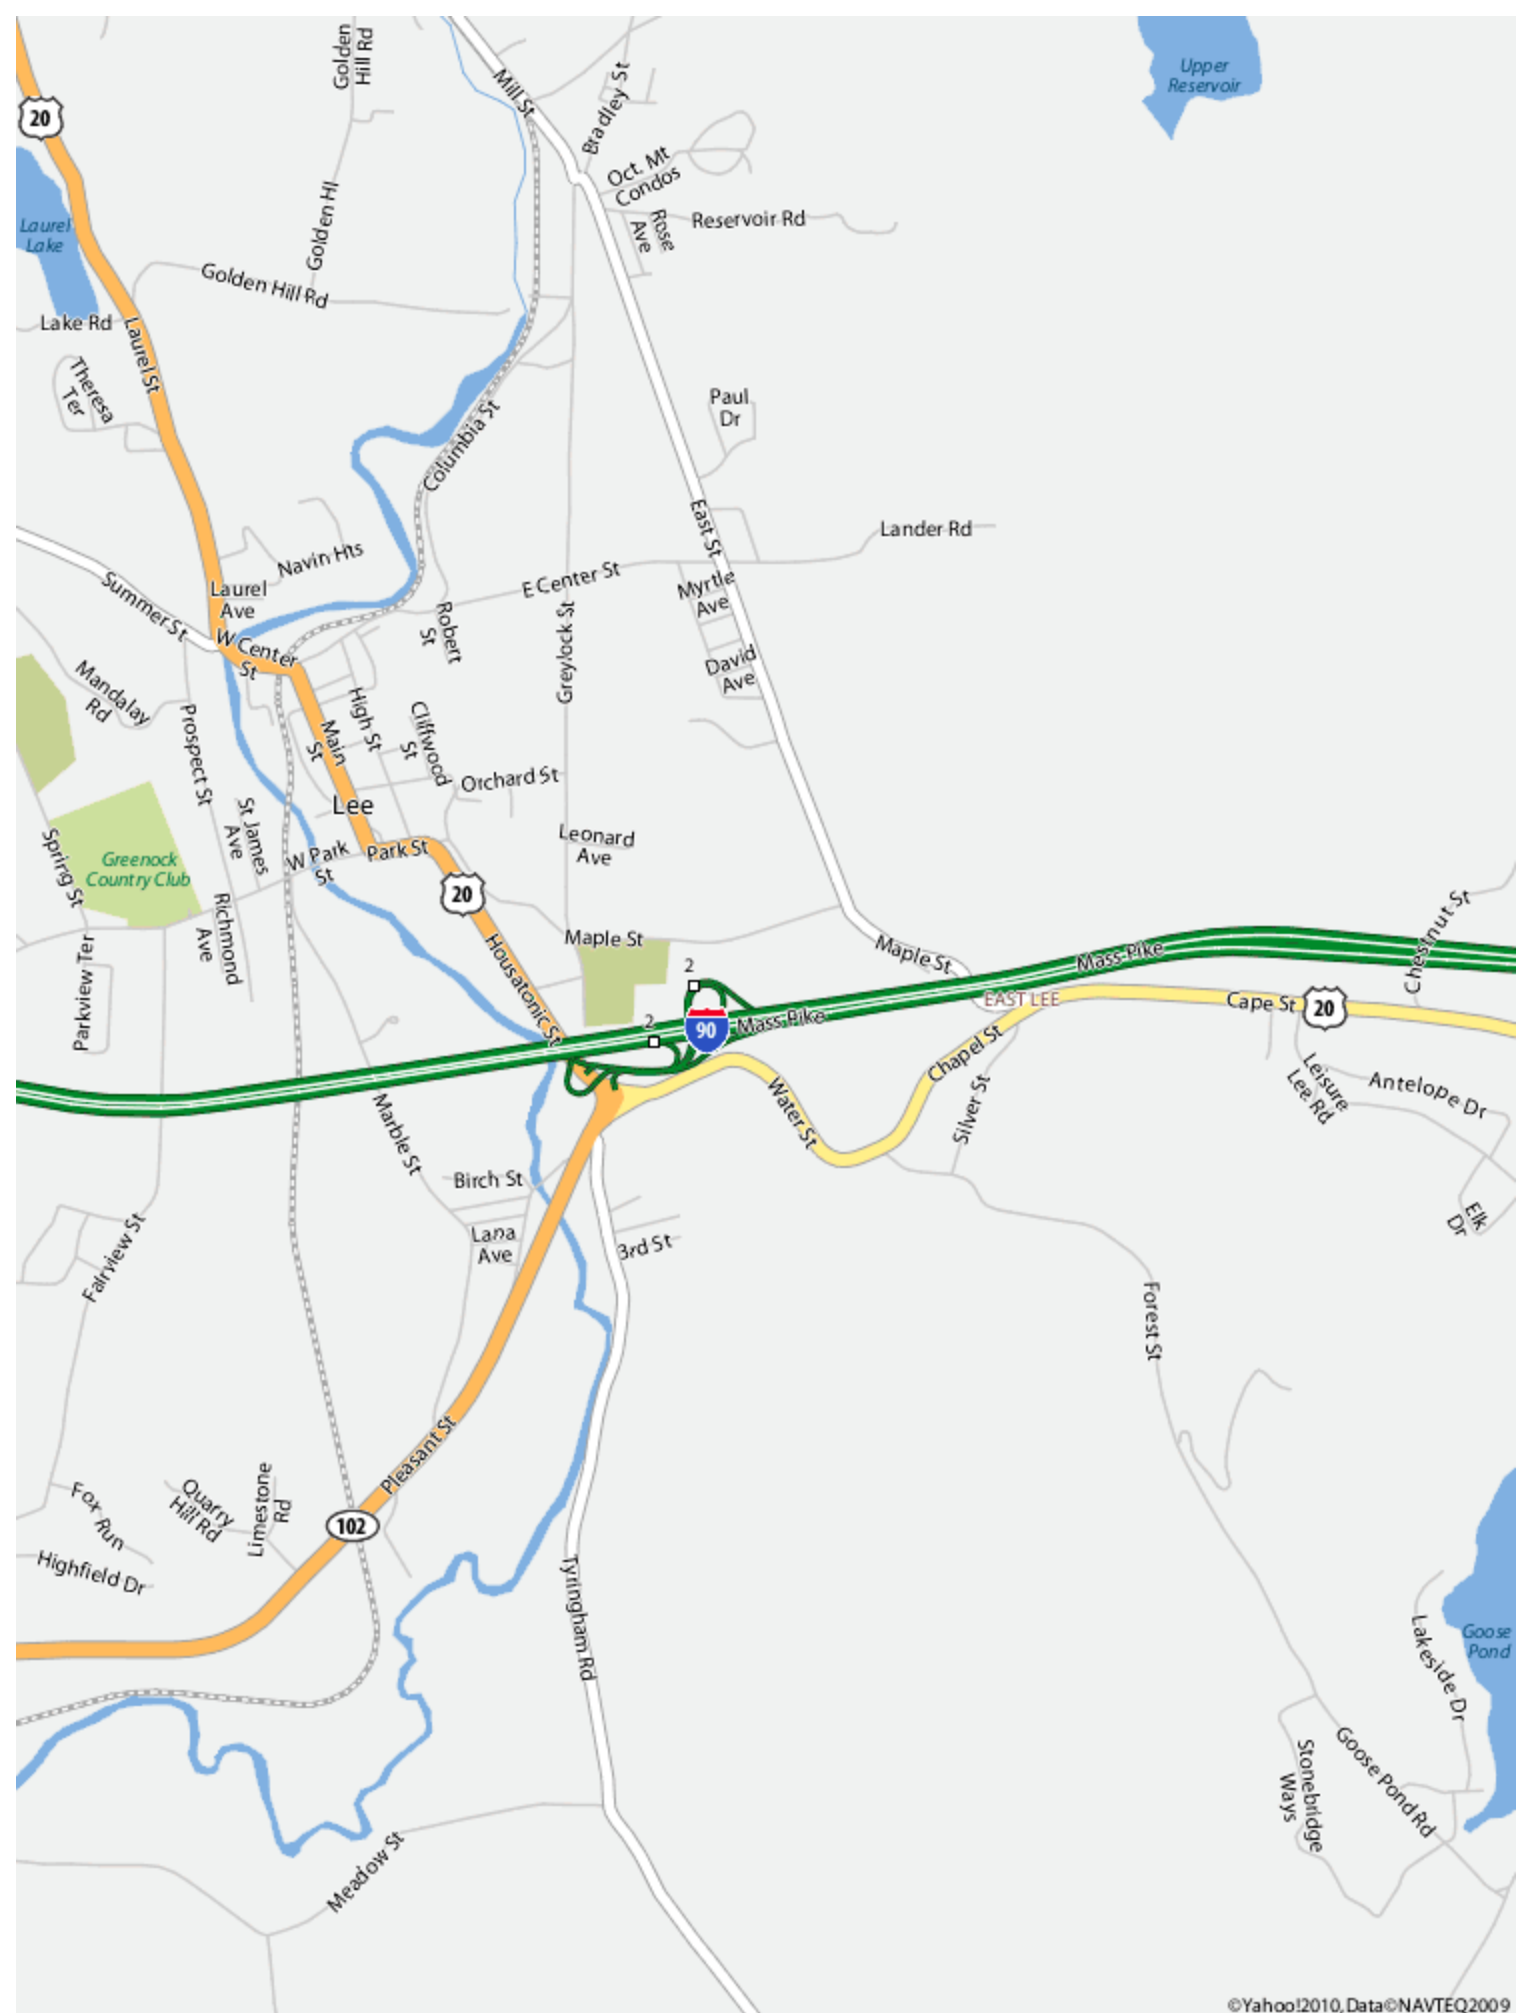 Golden
Hill Rd
Mill St
Bradley St
Upper
Reservoir
20
Oct. Mt
Condos
Rose
Ave
Reservoir Rd
Laurel
Lake
Golden Hl
Golden Hill Rd
Lake Rd
Laurel St
Theresa
Ter
Paul
Dr
Columbia St
East St
Lander Rd
Navin Hts
E Center St
Summer St
Laurel
Ave
Myrtle
Ave
Robert
St
Greylock St
W Center
St
David
Ave
Mandalay
Rd
Prospect St
High St
Cliffwood
St
Main
St
Orchard St
Lee
St James
Ave
Leonard
Ave
W Park
St
Park St
Greenock
Country Club
Spring St
20
Richmond
Ave
Chestnut St
Maple St
Maple St
Mass Pike
Housatonic St
Parkview Ter
2
EAST LEE
Cape St
20
2
90
Mass Pike
Chapel St
Leisure
Lee Rd
Antelope Dr
Water St
Silver St
Marble St
Birch St
Elk
Dr
Lana
Ave
3rd St
Fairview St
Forest St
Pleasant St
Fox Run
Quarry
Hill Rd
Limestone
Rd
102
Highfield Dr
Tyringham Rd
Goose
Pond
Lakeside Dr
Goose Pond Rd
Stonebridge
Ways
Meadow St
©Yahoo!2010, Data©NAVTEQ2009